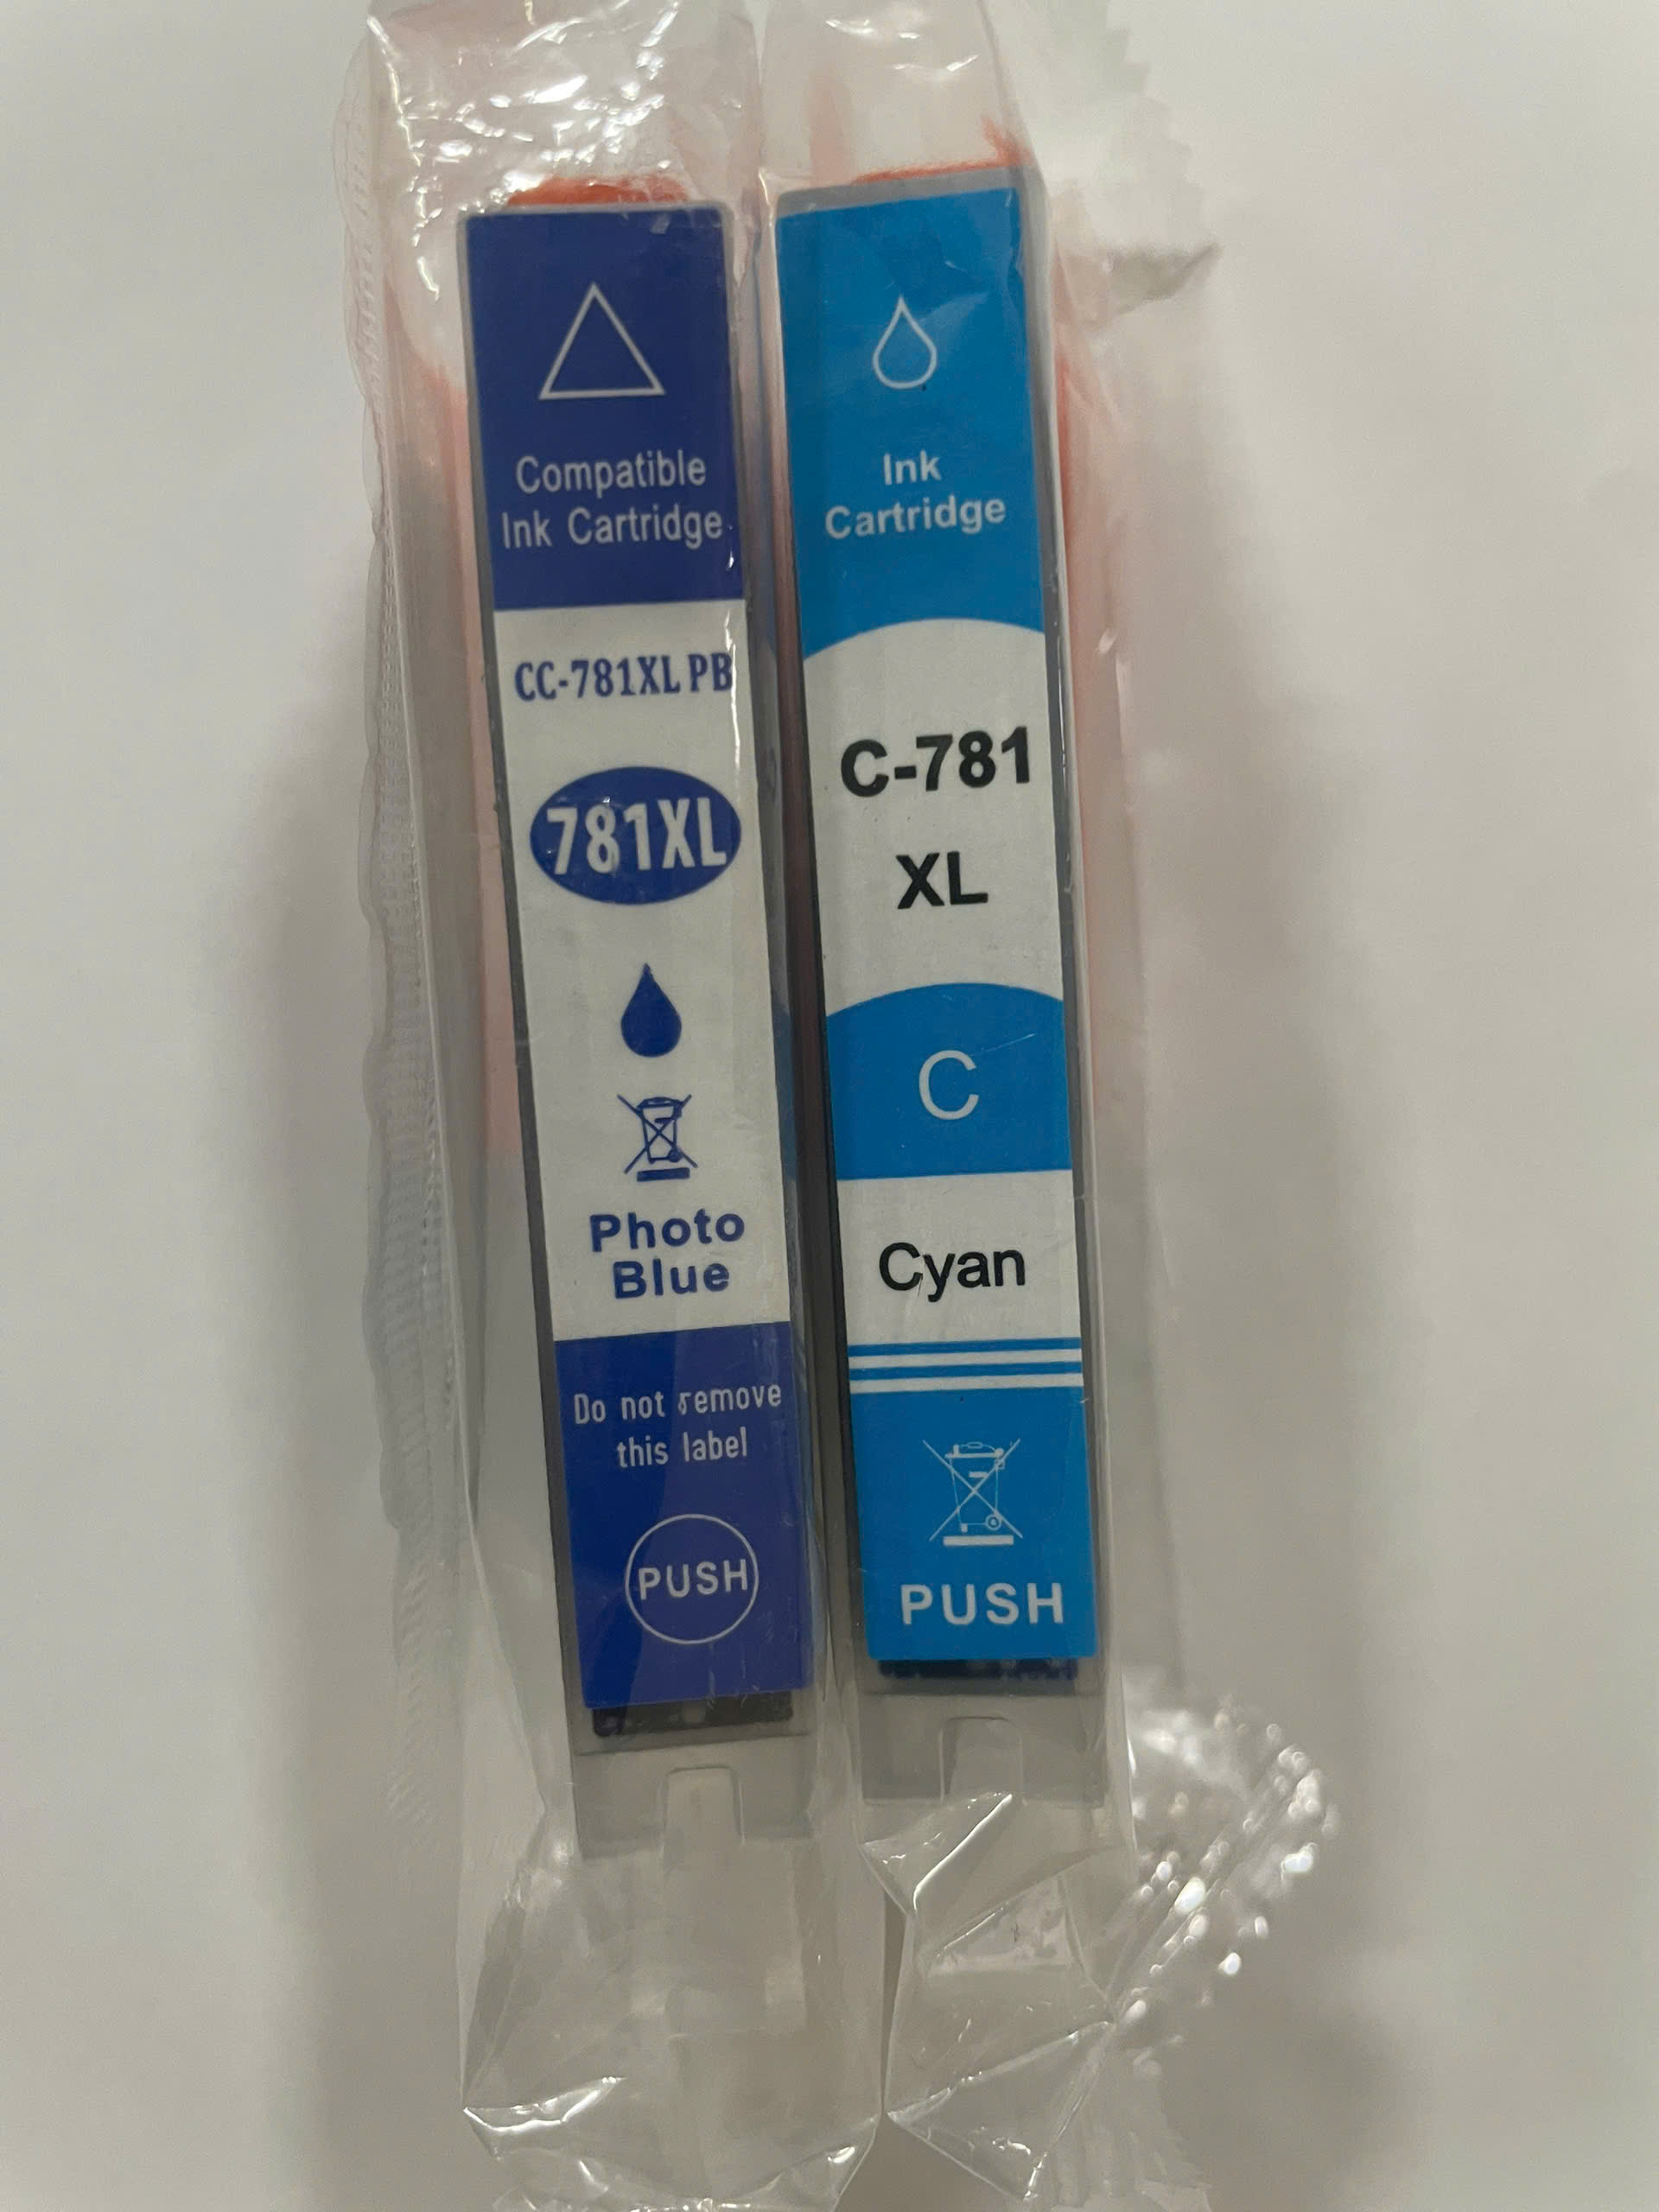 Compatible
Ink Cartridge
CC-781XL PB
781XL
Photo
Blue
Do not remove
this label
PUSH
Ink
Cartridge
C-781
XL
C
Cyan
PUSH